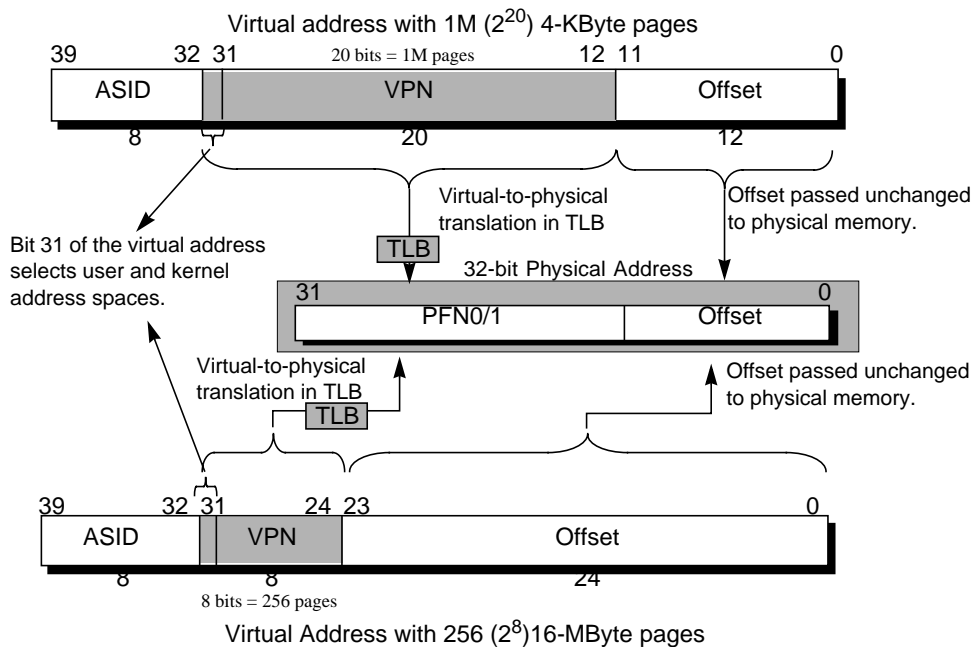 Virtual address with 1M (2^20) 4-KByte pages
39 32 31 20 bits = 1M pages 12 11 0
ASID VPN Offset
8 20 12
Virtual-to-physical
translation in TLB
Offset passed unchanged
to physical memory.
TLB
Bit 31 of the virtual address
selects user and kernel
address spaces.
32-bit Physical Address
31 0
PFN0/1 Offset
Virtual-to-physical
translation in TLB
TLB
Offset passed unchanged
to physical memory.
39 32 31 24 23 0
ASID VPN Offset
8 8 24
8 bits = 256 pages
Virtual Address with 256 (2^8)16-MByte pages